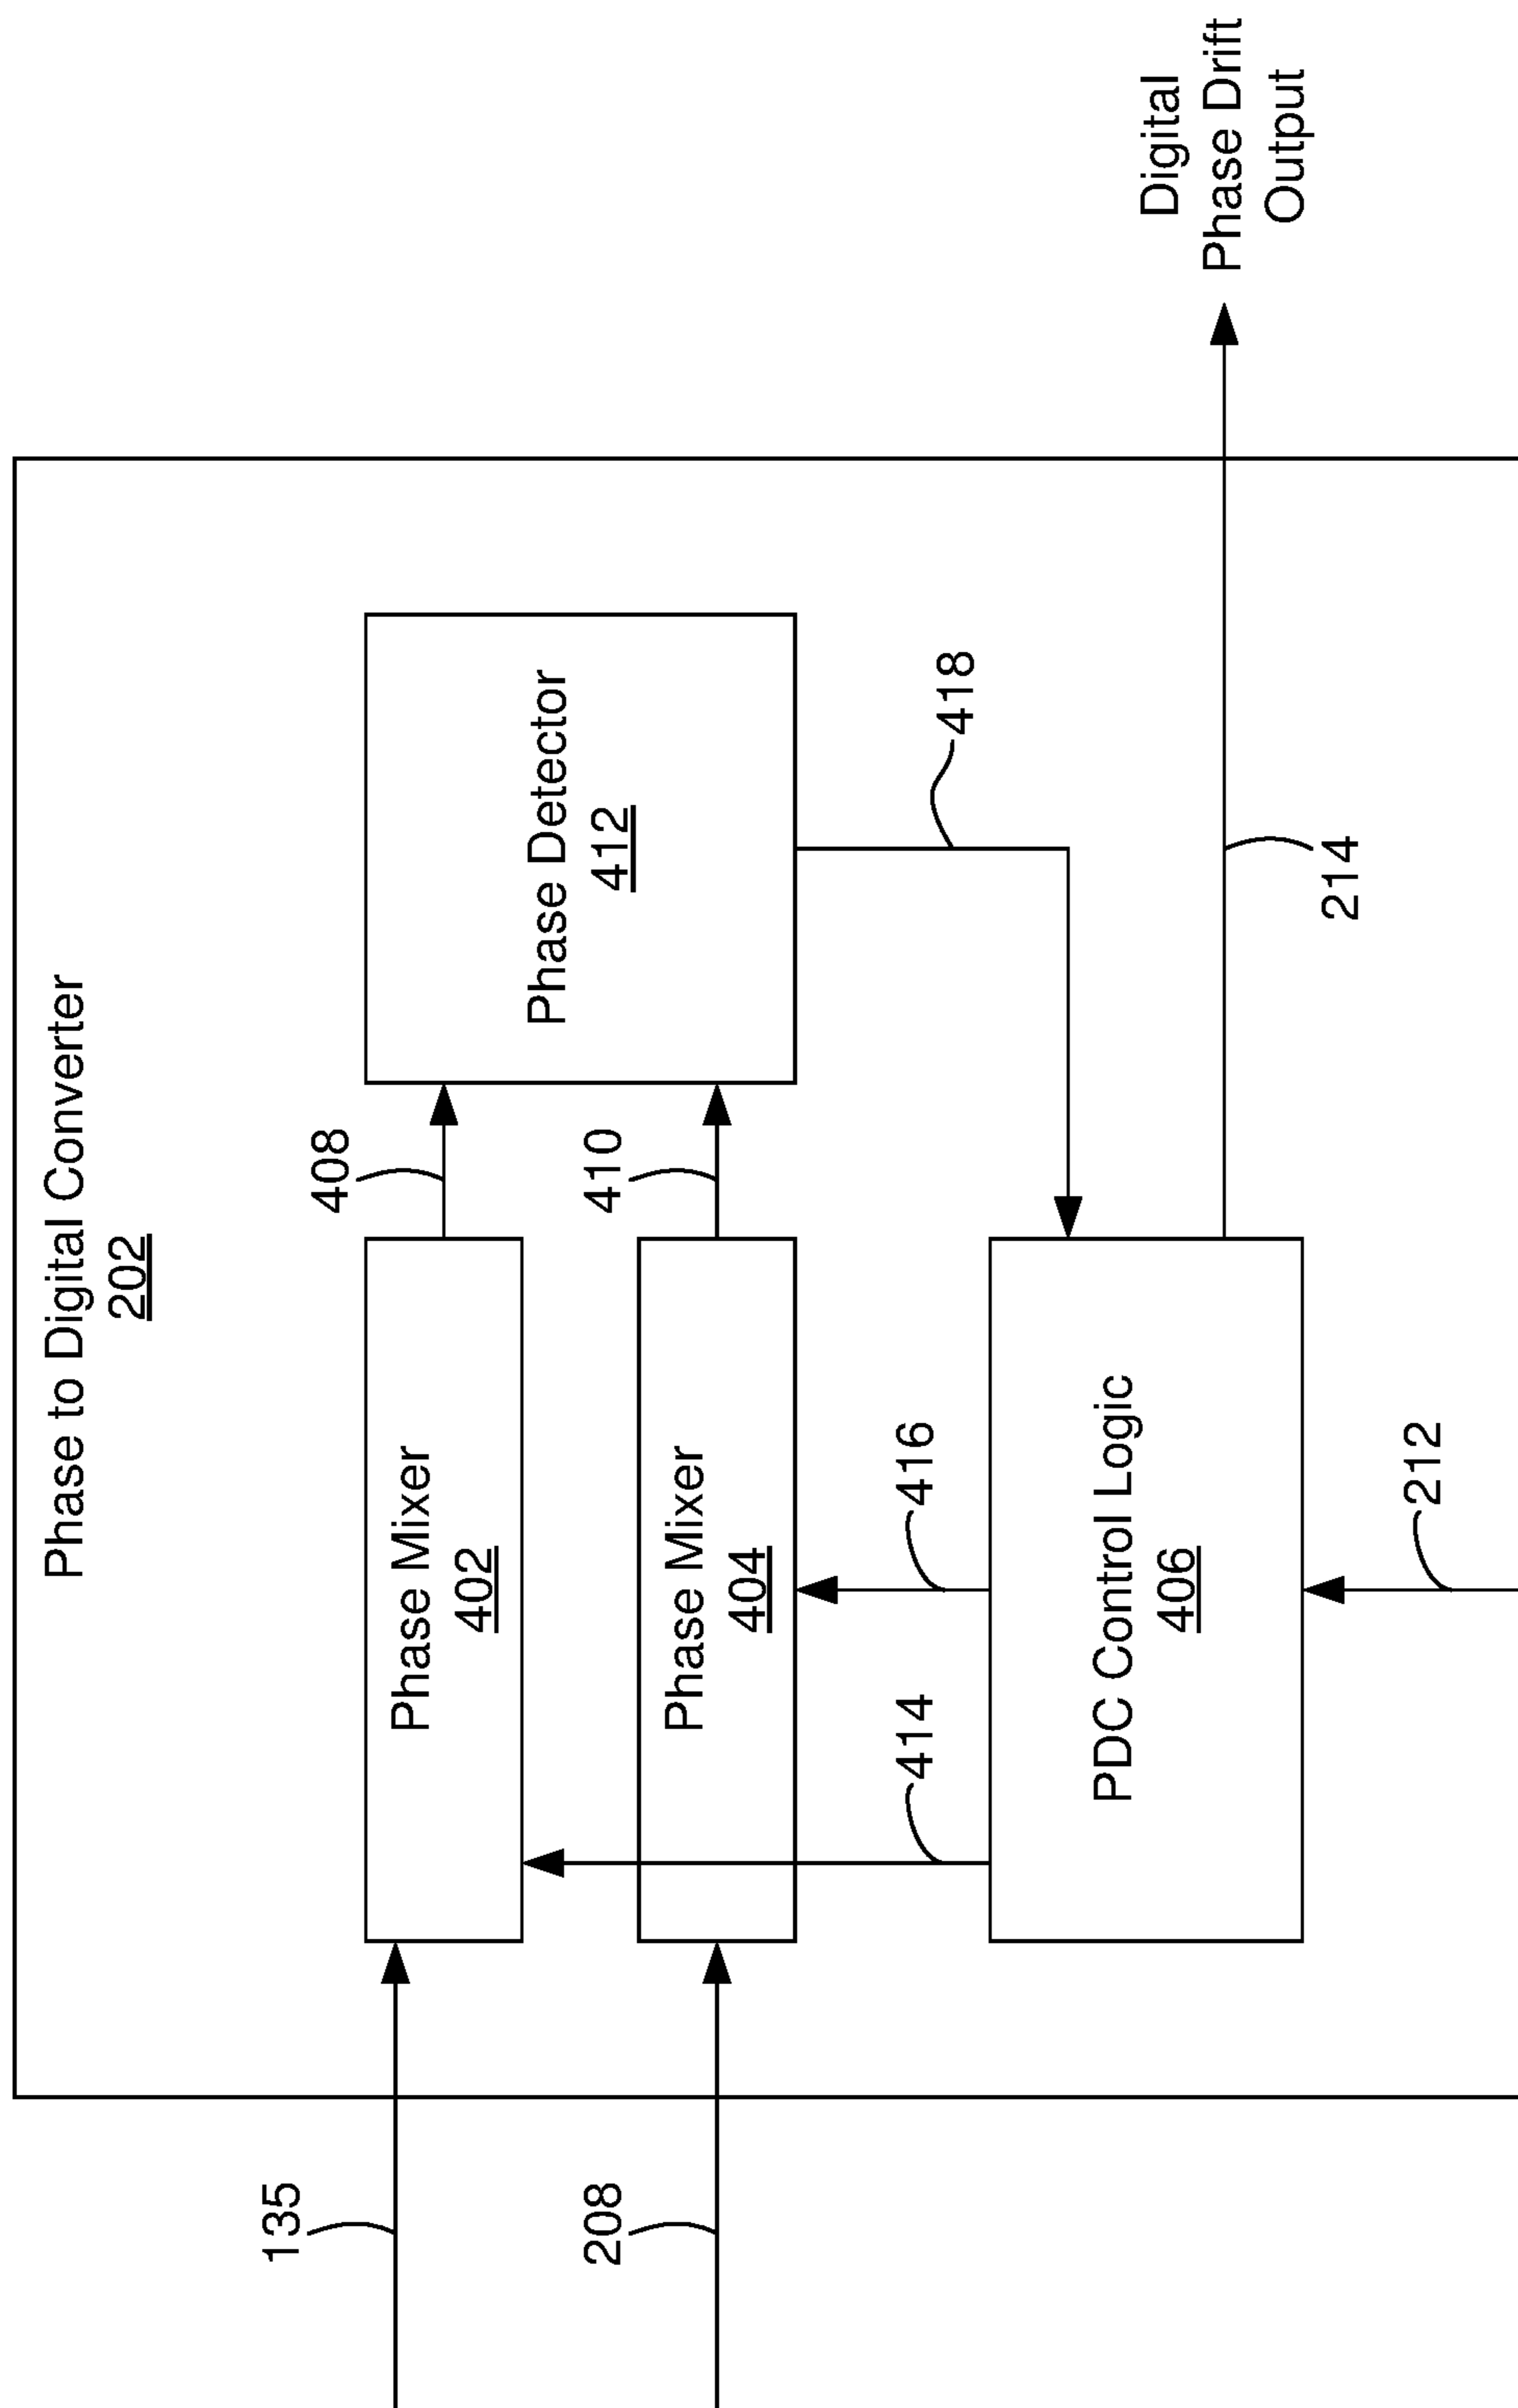 Phase to Digital Converter
202
135
Phase Mixer
402
408
Phase Detector
412
208
Phase Mixer
404
410
414
416
418
PDC Control Logic
406
Digital
Phase Drift
Output
214
212